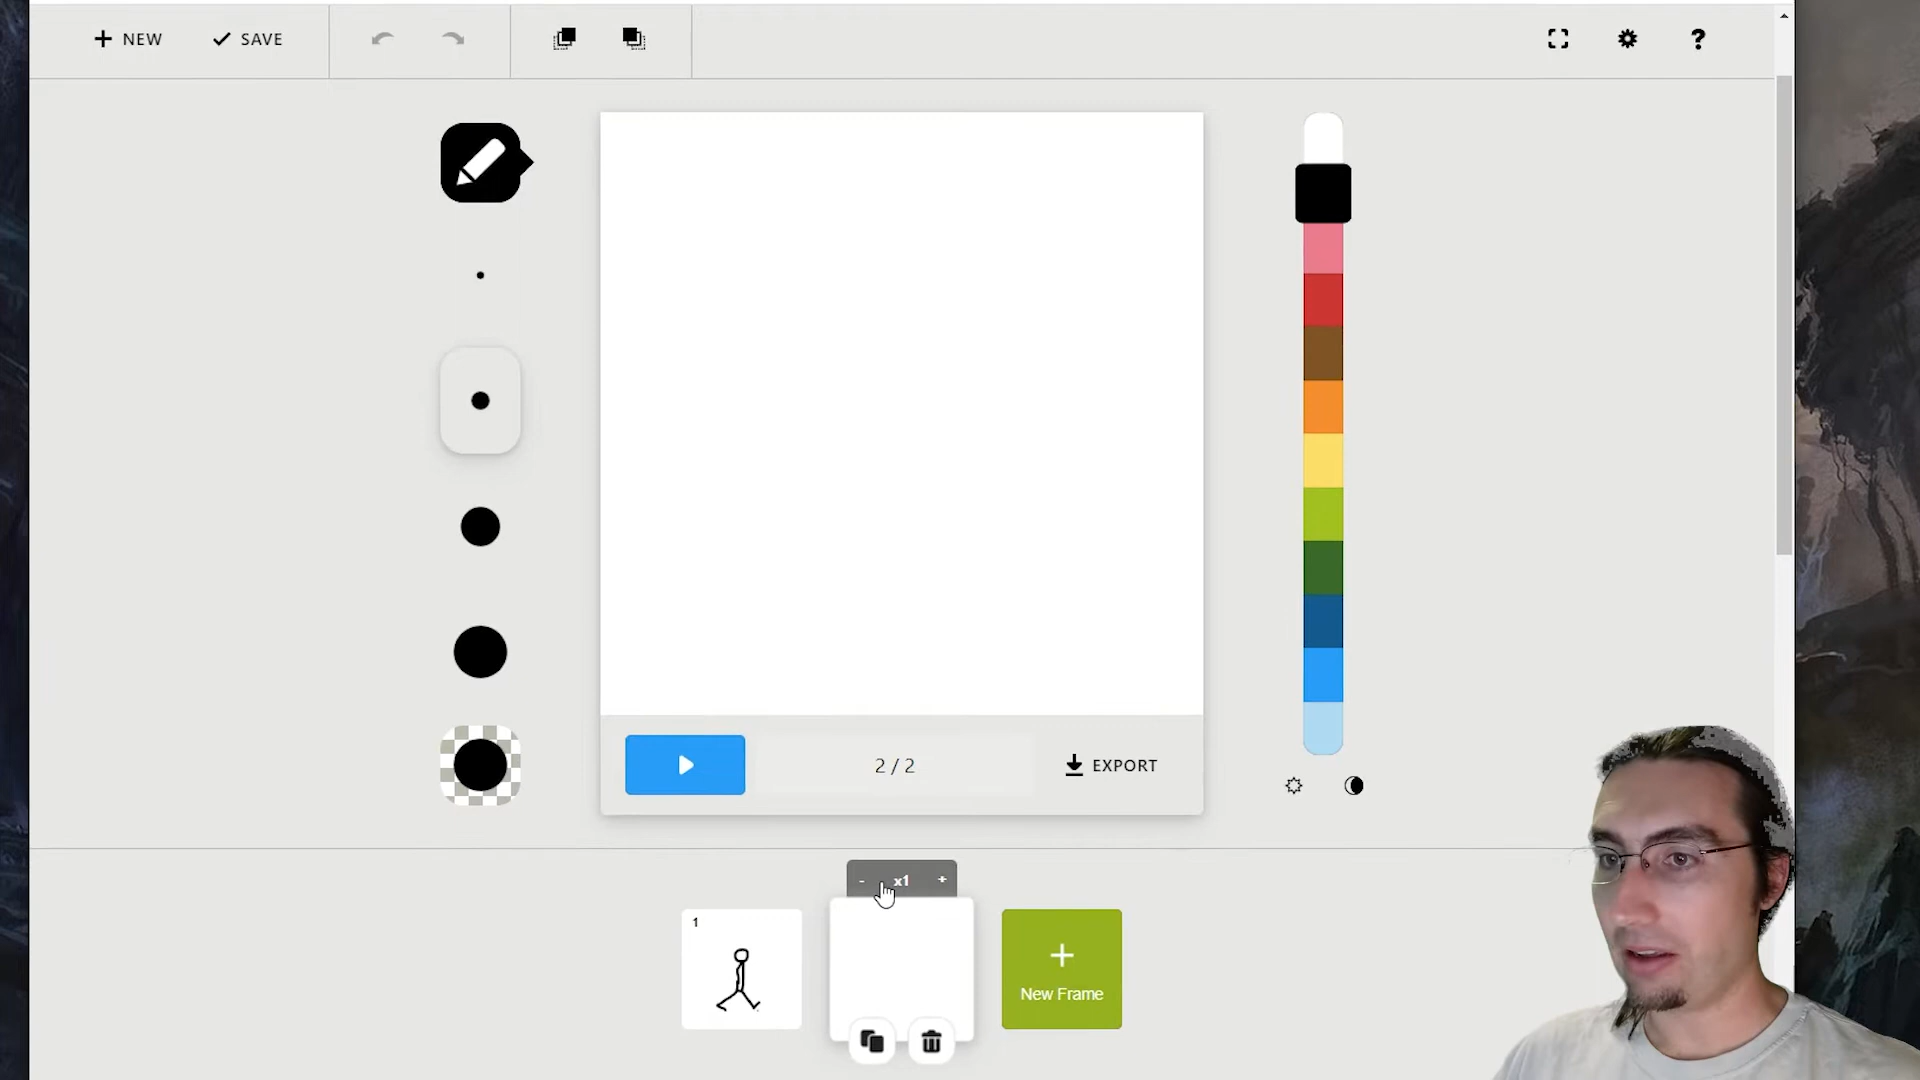 + NEW
SAVE
?
2 / 2
EXPORT
- x1 +
1
+
New Frame